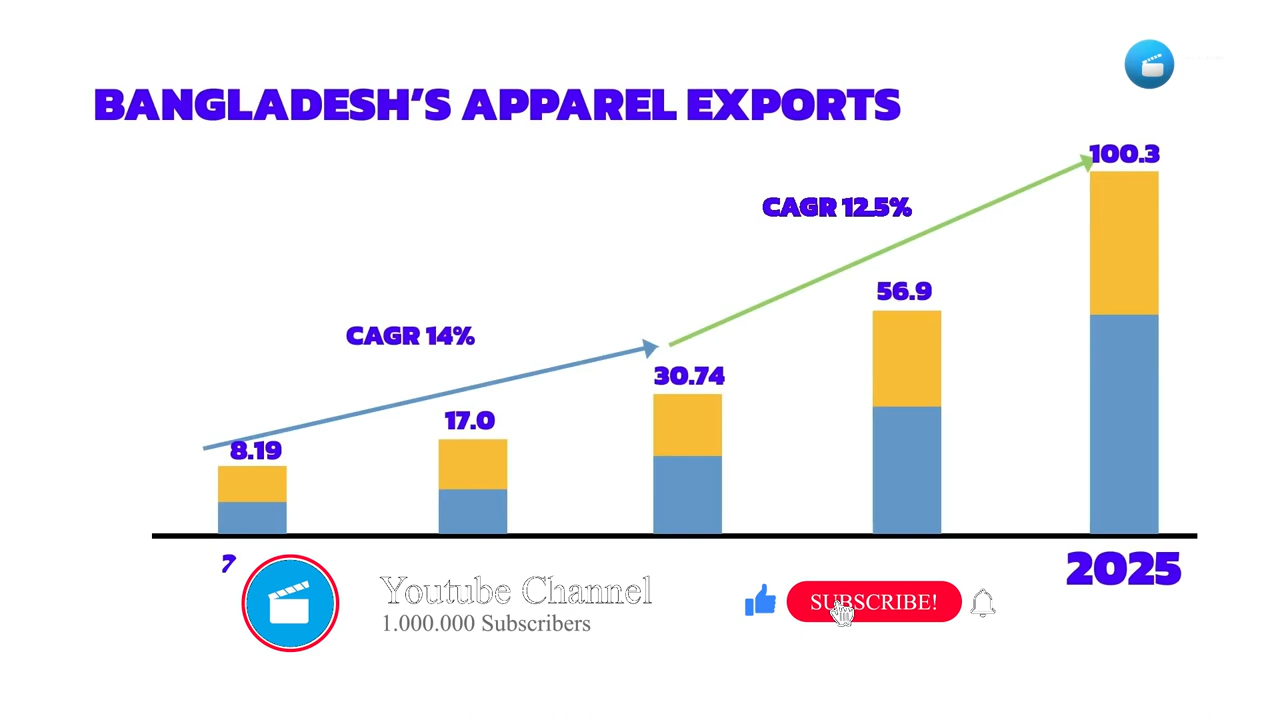 BANGLADESH'S APPAREL EXPORTS
100.3
CAGR 12.5%
56.9
CAGR 14%
30.74
17.0
8.19
2025
Youtube Channel
1.000.000 Subscribers
SUBSCRIBE!